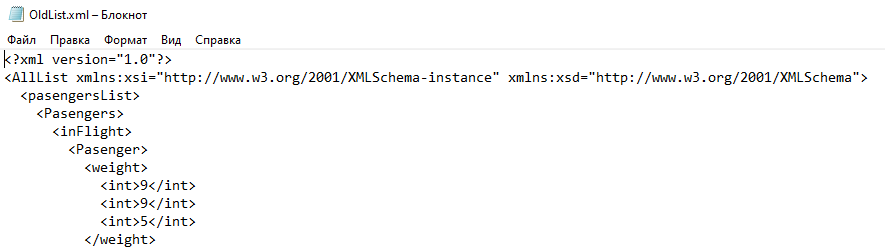 OldList.xml – Блокнот
Файл Правка Формат Вид Справка
<?xml version="1.0"?>
<AllList xmlns:xsi="http://www.w3.org/2001/XMLSchema-instance" xmlns:xsd="http://www.w3.org/2001/XMLSchema">
  <pasengersList>
    <Pasengers>
      <inFlight>
        <Pasenger>
          <weight>
            <int>9</int>
            <int>9</int>
            <int>5</int>
          </weight>